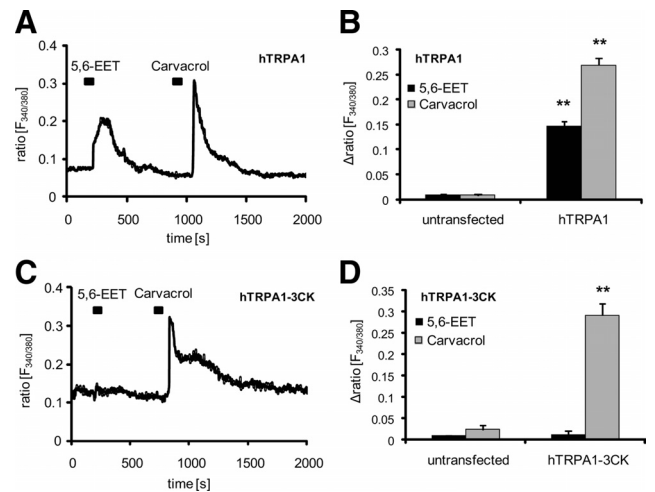 A
5,6-EET
Carvacrol
hTRPA1
ratio [F340/380]
0.4
0.3
0.2
0.1
0
0
500
1000
1500
2000
time [s]
B
hTRPA1
5,6-EET
Carvacrol
**
**
Δratio [F340/380]
0.3
0.25
0.2
0.15
0.1
0.05
0
untransfected
hTRPA1
C
5,6-EET
Carvacrol
hTRPA1-3CK
ratio [F340/380]
0.4
0.3
0.2
0.1
0
0
500
1000
1500
2000
time [s]
D
hTRPA1-3CK
5,6-EET
Carvacrol
**
Δratio [F340/380]
0.35
0.3
0.25
0.2
0.15
0.1
0.05
0
untransfected
hTRPA1-3CK